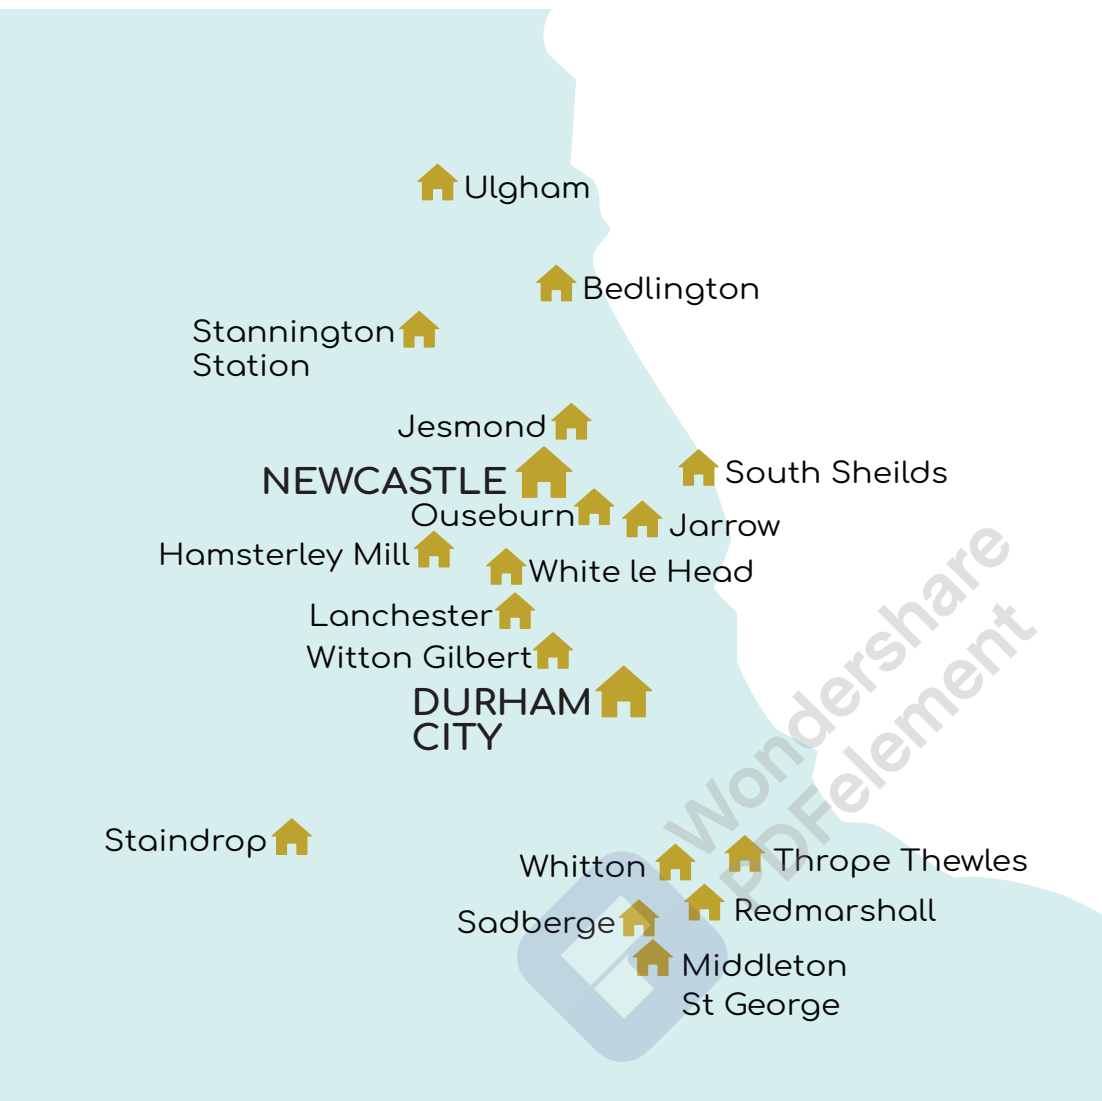 Ulgham
Bedlington
Stannington
Station
Jesmond
NEWCASTLE
South Sheilds
Ouseburn
Jarrow
Hamsterley Mill
White le Head
Lanchester
Witton Gilbert
DURHAM
CITY
Staindrop
Whitton
Thrope Thewles
Redmarshall
Sadberge
Middleton
St George
Wondershare
PDFelement